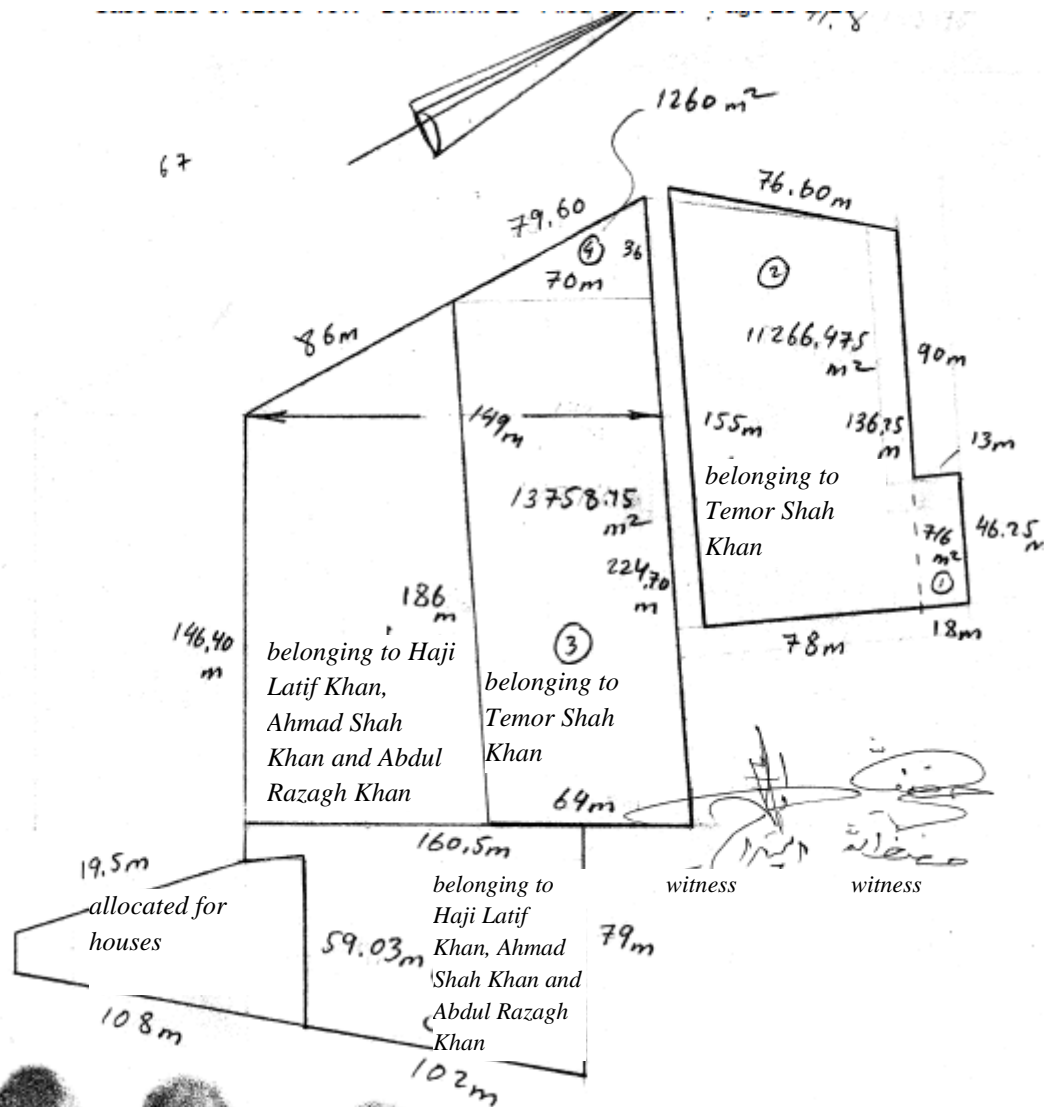 67
1260 m²
79.60
④
36
70m
76.60m
②
11266.475
m²
90m
86m
149m
155m
136,25
m
13m
belonging to
Temor Shah
Khan
13758.75
m²
716
m²
①
46.25
m
224,70
m
186
m
③
78m
18m
146,40
m
belonging to Haji
Latif Khan,
Ahmad Shah
Khan and Abdul
Razagh Khan
belonging to
Temor Shah
Khan
64m
160,5m
witness
witness
19.5m
allocated for
houses
59.03m
belonging to
Haji Latif
Khan, Ahmad
Shah Khan and
Abdul Razagh
Khan
79m
108m
102m